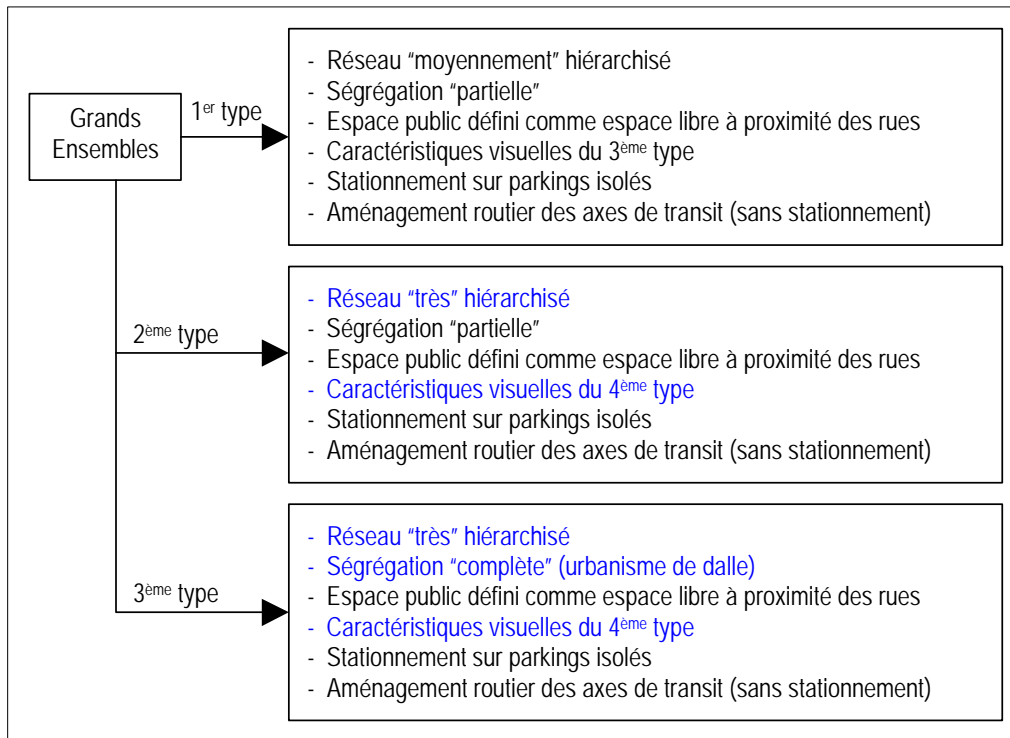 Grands
Ensembles
1er type
- Réseau “moyennement” hiérarchisé
- Ségrégation “partielle”
- Espace public défini comme espace libre à proximité des rues
- Caractéristiques visuelles du 3ème type
- Stationnement sur parkings isolés
- Aménagement routier des axes de transit (sans stationnement)
2ème type
- Réseau “très” hiérarchisé
- Ségrégation “partielle”
- Espace public défini comme espace libre à proximité des rues
- Caractéristiques visuelles du 4ème type
- Stationnement sur parkings isolés
- Aménagement routier des axes de transit (sans stationnement)
3ème type
- Réseau “très” hiérarchisé
- Ségrégation “complète” (urbanisme de dalle)
- Espace public défini comme espace libre à proximité des rues
- Caractéristiques visuelles du 4ème type
- Stationnement sur parkings isolés
- Aménagement routier des axes de transit (sans stationnement)